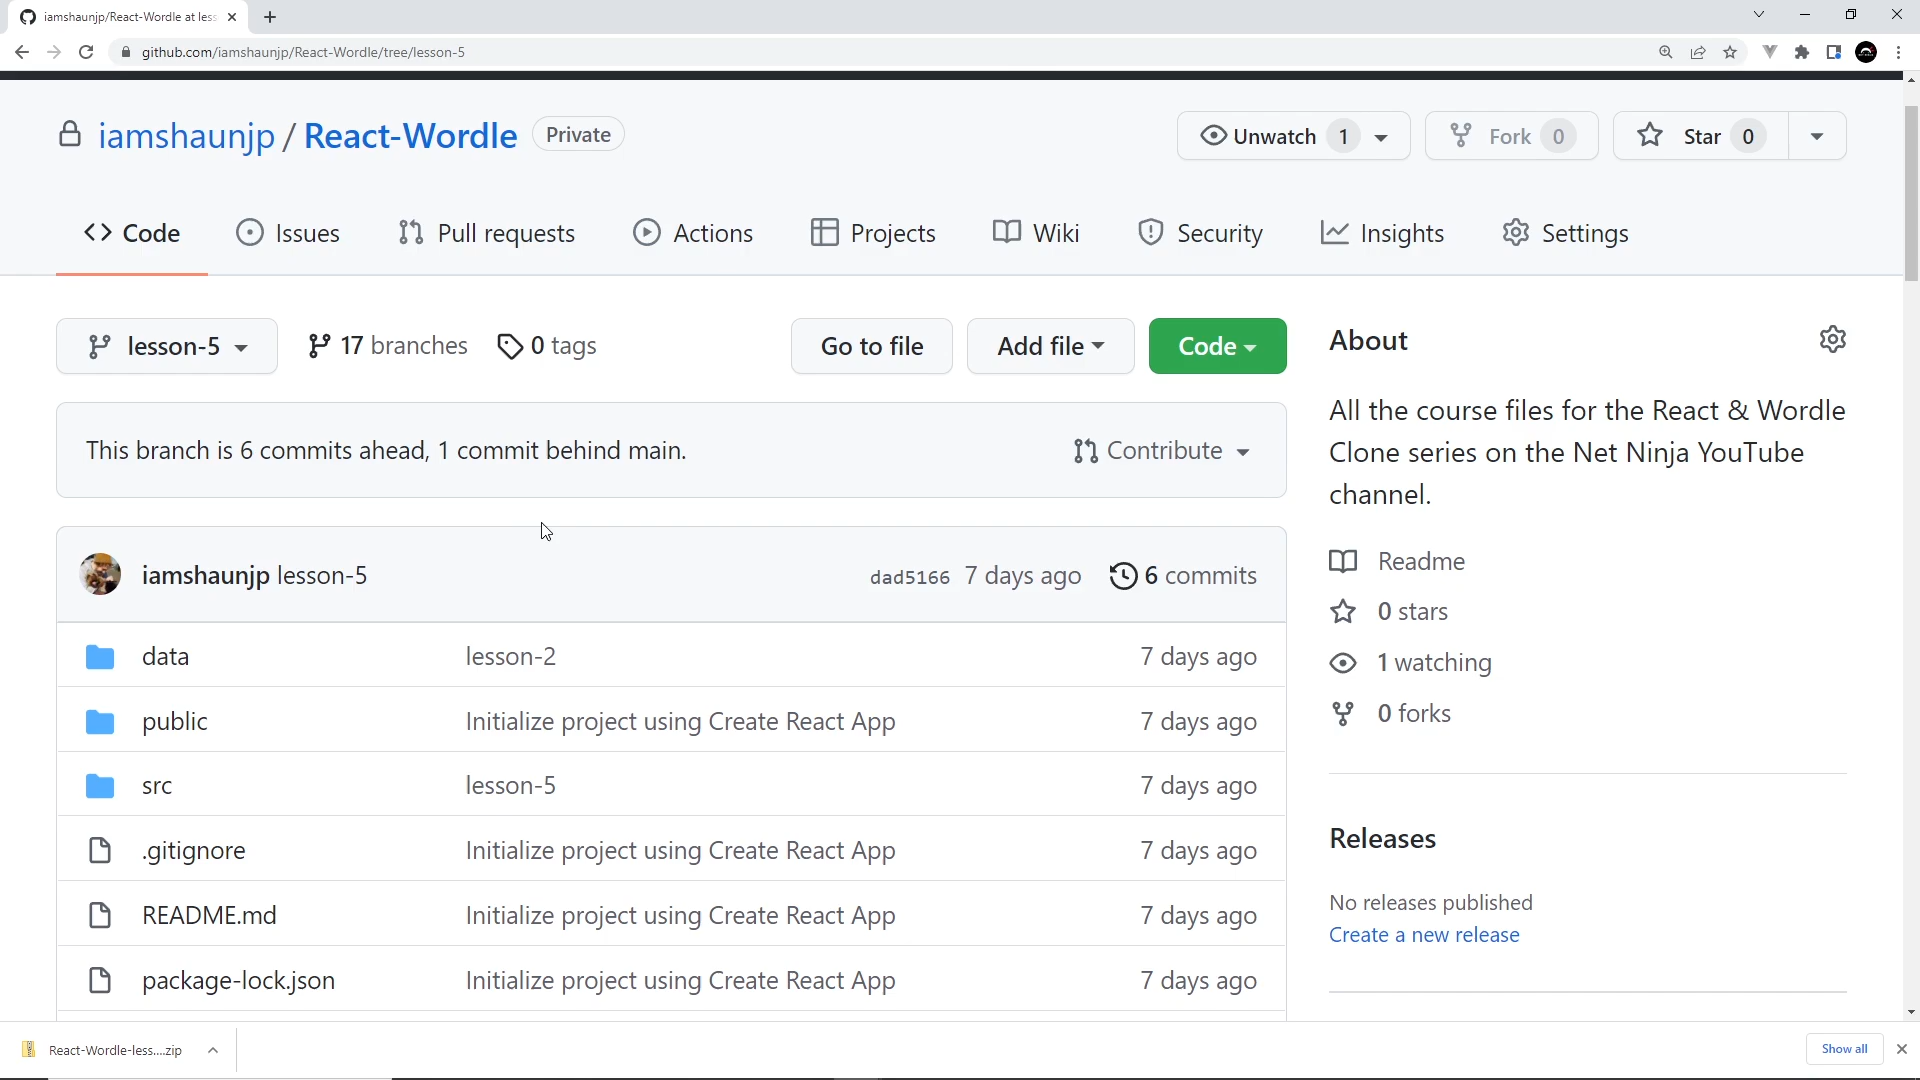 iamshaunjp/React-Wordle at less
github.com/iamshaunjp/React-Wordle/tree/lesson-5
iamshaunjp / React-Wordle Private
Unwatch 1
Fork 0
Star 0
Code
Issues
Pull requests
Actions
Projects
Wiki
Security
Insights
Settings
lesson-5
17 branches
0 tags
Go to file
Add file
Code
This branch is 6 commits ahead, 1 commit behind main.
Contribute
iamshaunjp lesson-5 dad5166 7 days ago 6 commits
data lesson-2 7 days ago
public Initialize project using Create React App 7 days ago
src lesson-5 7 days ago
.gitignore Initialize project using Create React App 7 days ago
README.md Initialize project using Create React App 7 days ago
package-lock.json Initialize project using Create React App 7 days ago
About
All the course files for the React & Wordle
Clone series on the Net Ninja YouTube
channel.
Readme
0 stars
1 watching
0 forks
Releases
No releases published
Create a new release
React-Wordle-less....zip
Show all